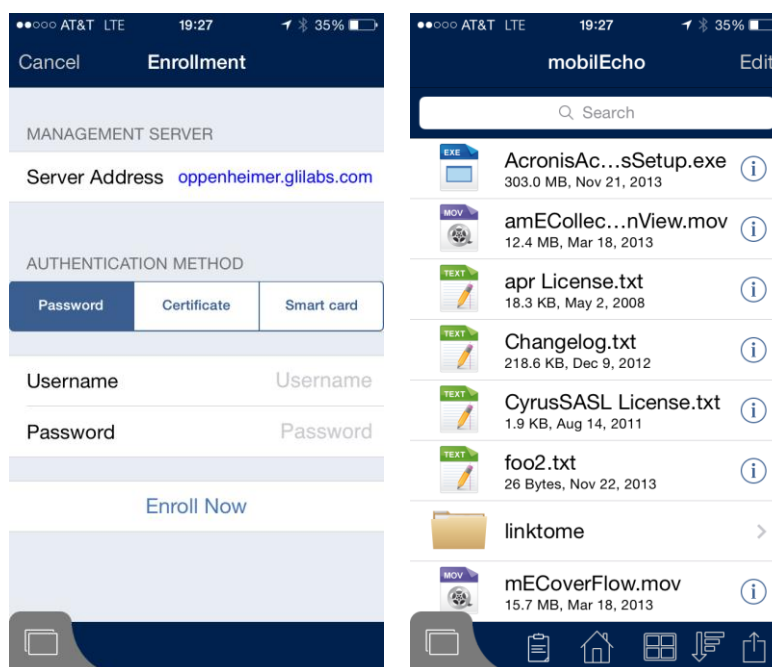 AT&T LTE 19:27 35%
Cancel Enrollment
MANAGEMENT SERVER
Server Address oppenheimer.glilabs.com
AUTHENTICATION METHOD
Password Certificate Smart card
Username Username
Password Password
Enroll Now
AT&T LTE 19:27 35%
mobilEcho Edit
Search
EXE
AcronisAc...sSetup.exe
303.0 MB, Nov 21, 2013
MOV
amECollec...nView.mov
12.4 MB, Mar 18, 2013
TEXT
apr License.txt
18.3 KB, May 2, 2008
TEXT
Changelog.txt
218.6 KB, Dec 9, 2012
TEXT
CyrusSASL License.txt
1.9 KB, Aug 14, 2011
TEXT
foo2.txt
26 Bytes, Nov 22, 2013
linktome
MOV
mECoverFlow.mov
15.7 MB, Mar 18, 2013